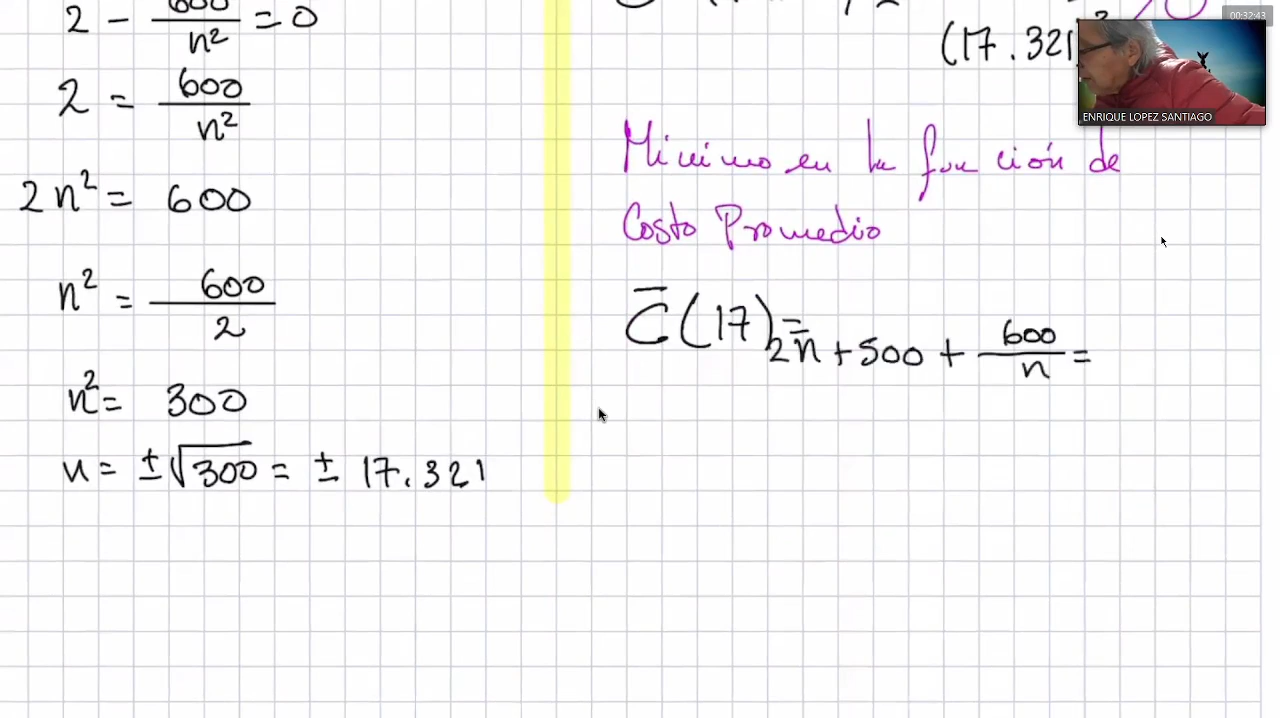 2 - 600/n² = 0
2 = 600/n²
2n² = 600
n² = 600/2
n² = 300
n = ±√300 = ± 17.321
(17.321)
Minimo en la función de
Costo Promedio
C̅(17) = 2n + 500 + 600/n =
00:32:43
ENRIQUE LOPEZ SANTIAGO